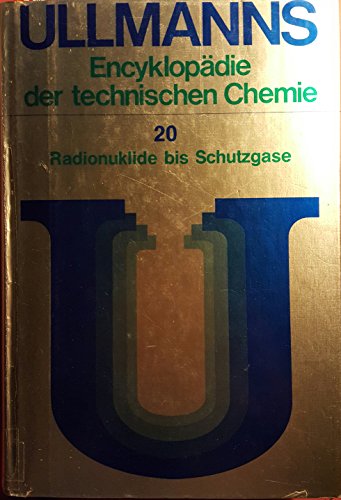 ULLMANNS
Encyklopädie
der technischen Chemie
20
Radionuklide bis Schutzgase
U